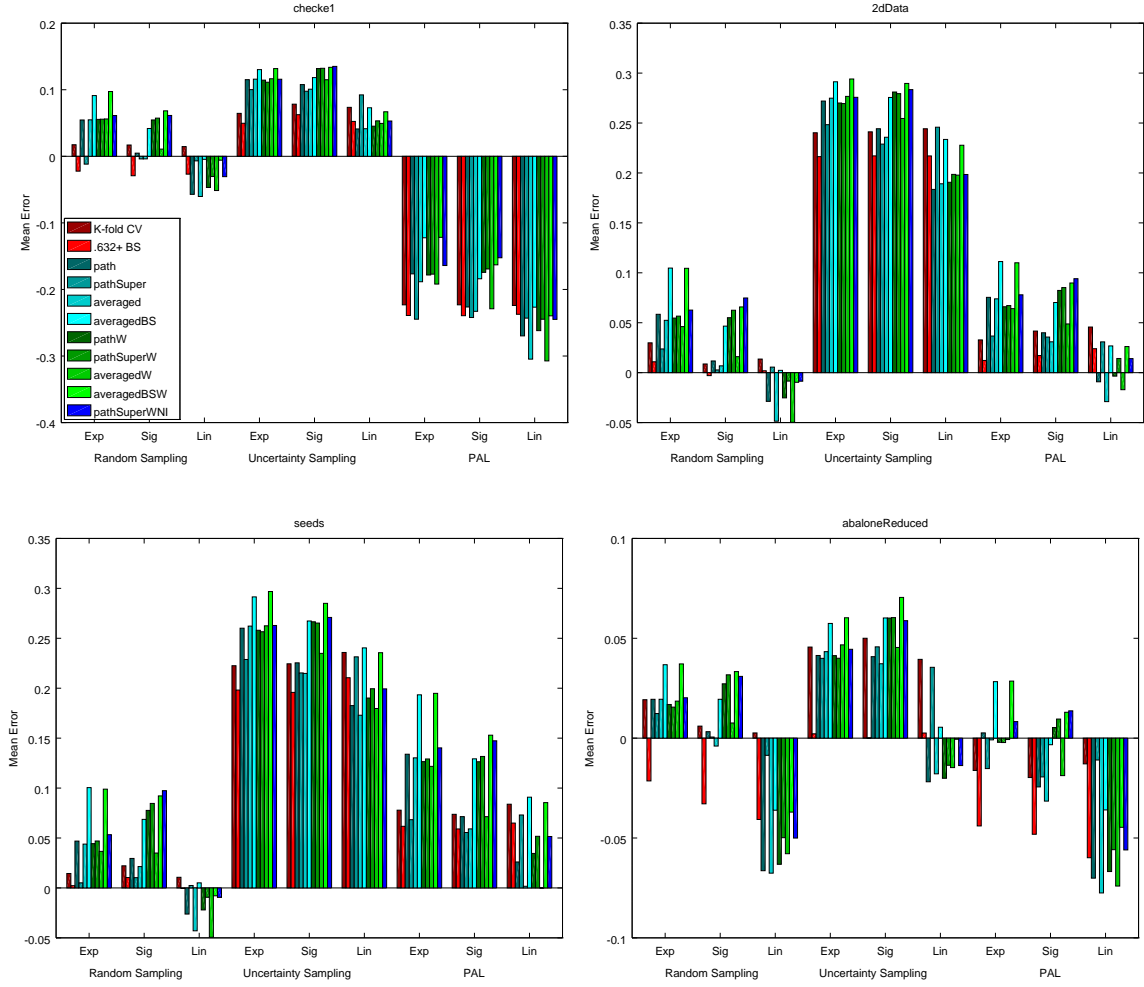 checke1
0.2
0.1
0
-0.1
-0.2
-0.3
-0.4
Mean Error
K-fold CV
.632+ BS
path
pathSuper
averaged
averagedBS
pathW
pathSuperW
averagedW
averagedBSW
pathSuperWNI
Exp Sig Lin Exp Sig Lin Exp Sig Lin
Random Sampling Uncertainty Sampling PAL
2dData
0.35
0.3
0.25
0.2
0.15
0.1
0.05
0
-0.05
Mean Error
Exp Sig Lin Exp Sig Lin Exp Sig Lin
Random Sampling Uncertainty Sampling PAL
seeds
0.35
0.3
0.25
0.2
0.15
0.1
0.05
0
-0.05
Mean Error
Exp Sig Lin Exp Sig Lin Exp Sig Lin
Random Sampling Uncertainty Sampling PAL
abaloneReduced
0.1
0.05
0
-0.05
-0.1
Mean Error
Exp Sig Lin Exp Sig Lin Exp Sig Lin
Random Sampling Uncertainty Sampling PAL